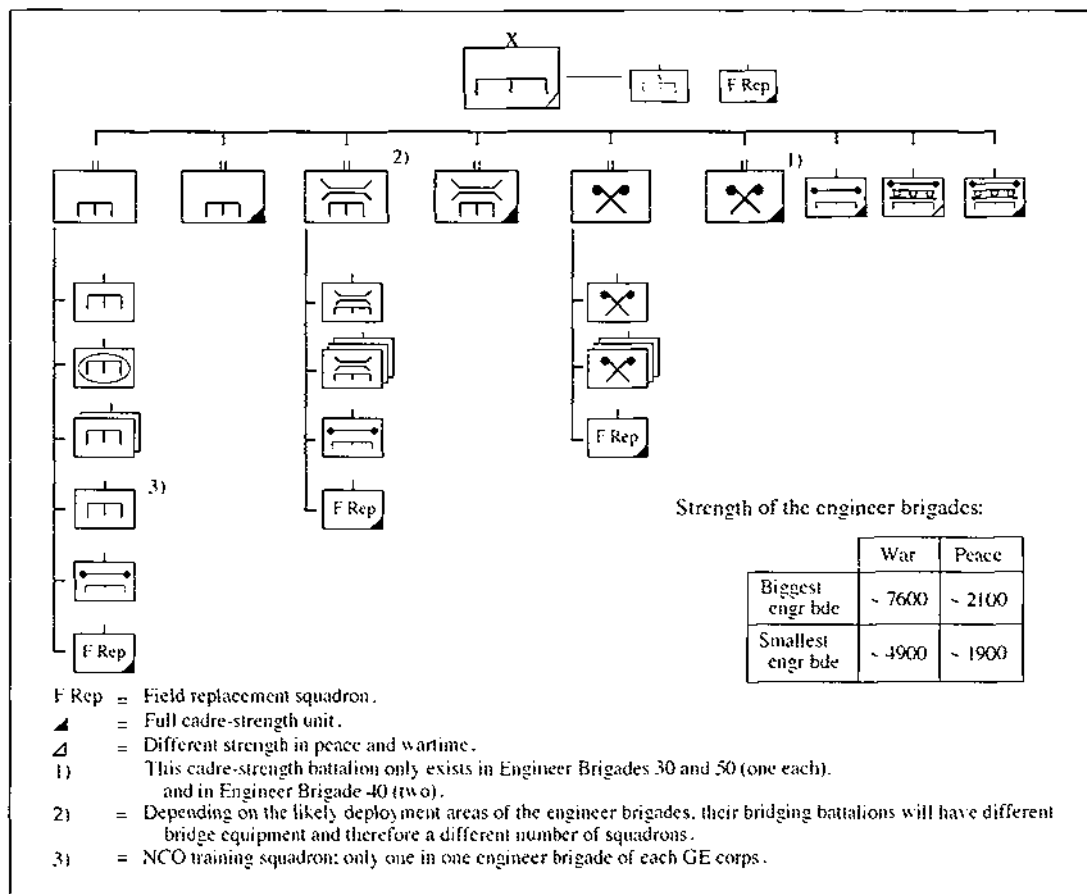 X
F Rep
2)
1)
3)
F Rep
F Rep
F Rep
Strength of the engineer brigades:
War Peace
Biggest engr bde ~ 7600 ~ 2100
Smallest engr bde ~ 4900 ~ 1900
F Rep = Field replacement squadron.
= Full cadre-strength unit.
= Different strength in peace and wartime.
1) This cadre-strength battalion only exists in Engineer Brigades 30 and 50 (one each).
and in Engineer Brigade 40 (two).
2) = Depending on the likely deployment areas of the engineer brigades, their bridging battalions will have different
bridge equipment and therefore a different number of squadrons.
3) = NCO training squadron: only one in one engineer brigade of each GE corps.